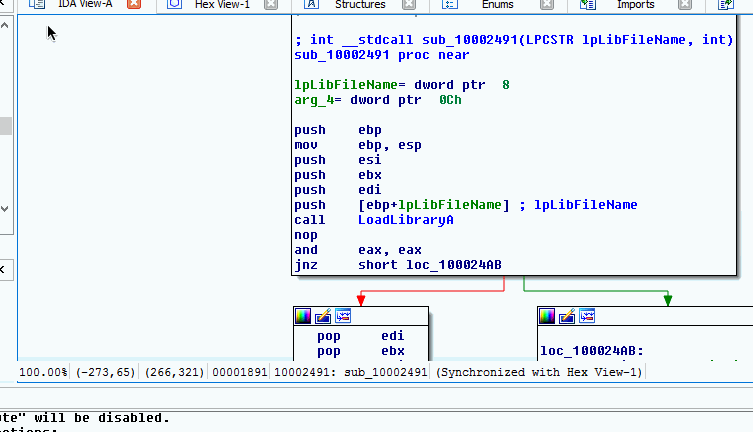 IDA View-A Hex View-1 Structures Enums Imports
; int __stdcall sub_10002491(LPCSTR lpLibFileName, int)
sub_10002491 proc near
lpLibFileName= dword ptr  8
arg_4= dword ptr  0Ch
push    ebp
mov     ebp, esp
push    esi
push    ebx
push    edi
push    [ebp+lpLibFileName] ; lpLibFileName
call    LoadLibraryA
nop
and     eax, eax
jnz     short loc_100024AB
pop     edi
pop     ebx
loc_100024AB:
100.00% (-273,65) (266,321) 00001891 10002491: sub_10002491 (Synchronized with Hex View-1)
ute" will be disabled.